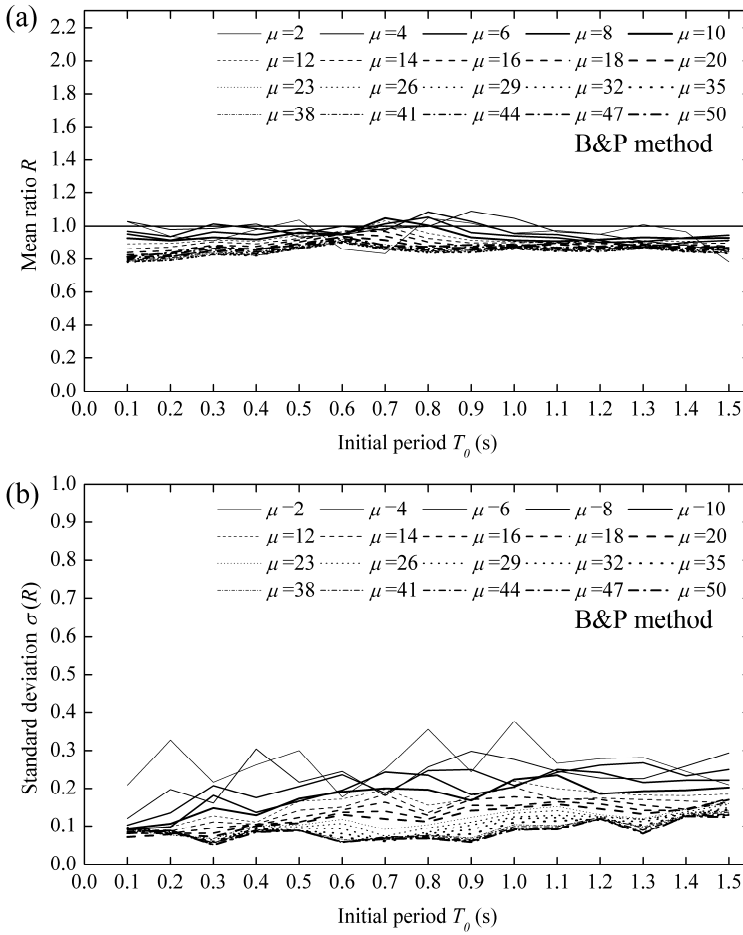 (a)
2.2
2.0
1.8
1.6
1.4
1.2
1.0
0.8
0.6
0.4
0.2
0.0
Mean ratio R
μ=2 μ=4 μ=6 μ=8 μ=10
μ=12 μ=14 μ=16 μ=18 μ=20
μ=23 μ=26 μ=29 μ=32 μ=35
μ=38 μ=41 μ=44 μ=47 μ=50
B&P method
0.0 0.1 0.2 0.3 0.4 0.5 0.6 0.7 0.8 0.9 1.0 1.1 1.2 1.3 1.4 1.5
Initial period T0 (s)
(b)
1.0
0.9
0.8
0.7
0.6
0.5
0.4
0.3
0.2
0.1
0.0
Standard deviation σ(R)
μ=2 μ=4 μ=6 μ=8 μ=10
μ=12 μ=14 μ=16 μ=18 μ=20
μ=23 μ=26 μ=29 μ=32 μ=35
μ=38 μ=41 μ=44 μ=47 μ=50
B&P method
0.0 0.1 0.2 0.3 0.4 0.5 0.6 0.7 0.8 0.9 1.0 1.1 1.2 1.3 1.4 1.5
Initial period T0 (s)